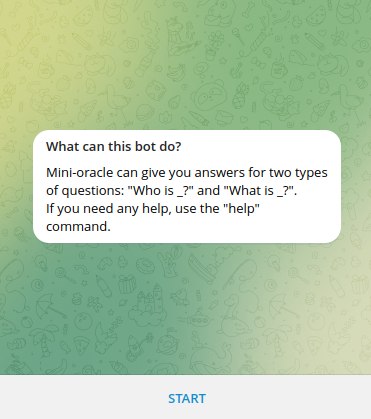 What can this bot do?
Mini-oracle can give you answers for two types
of questions: "Who is _?" and "What is _?".
If you need any help, use the "help"
command.
START